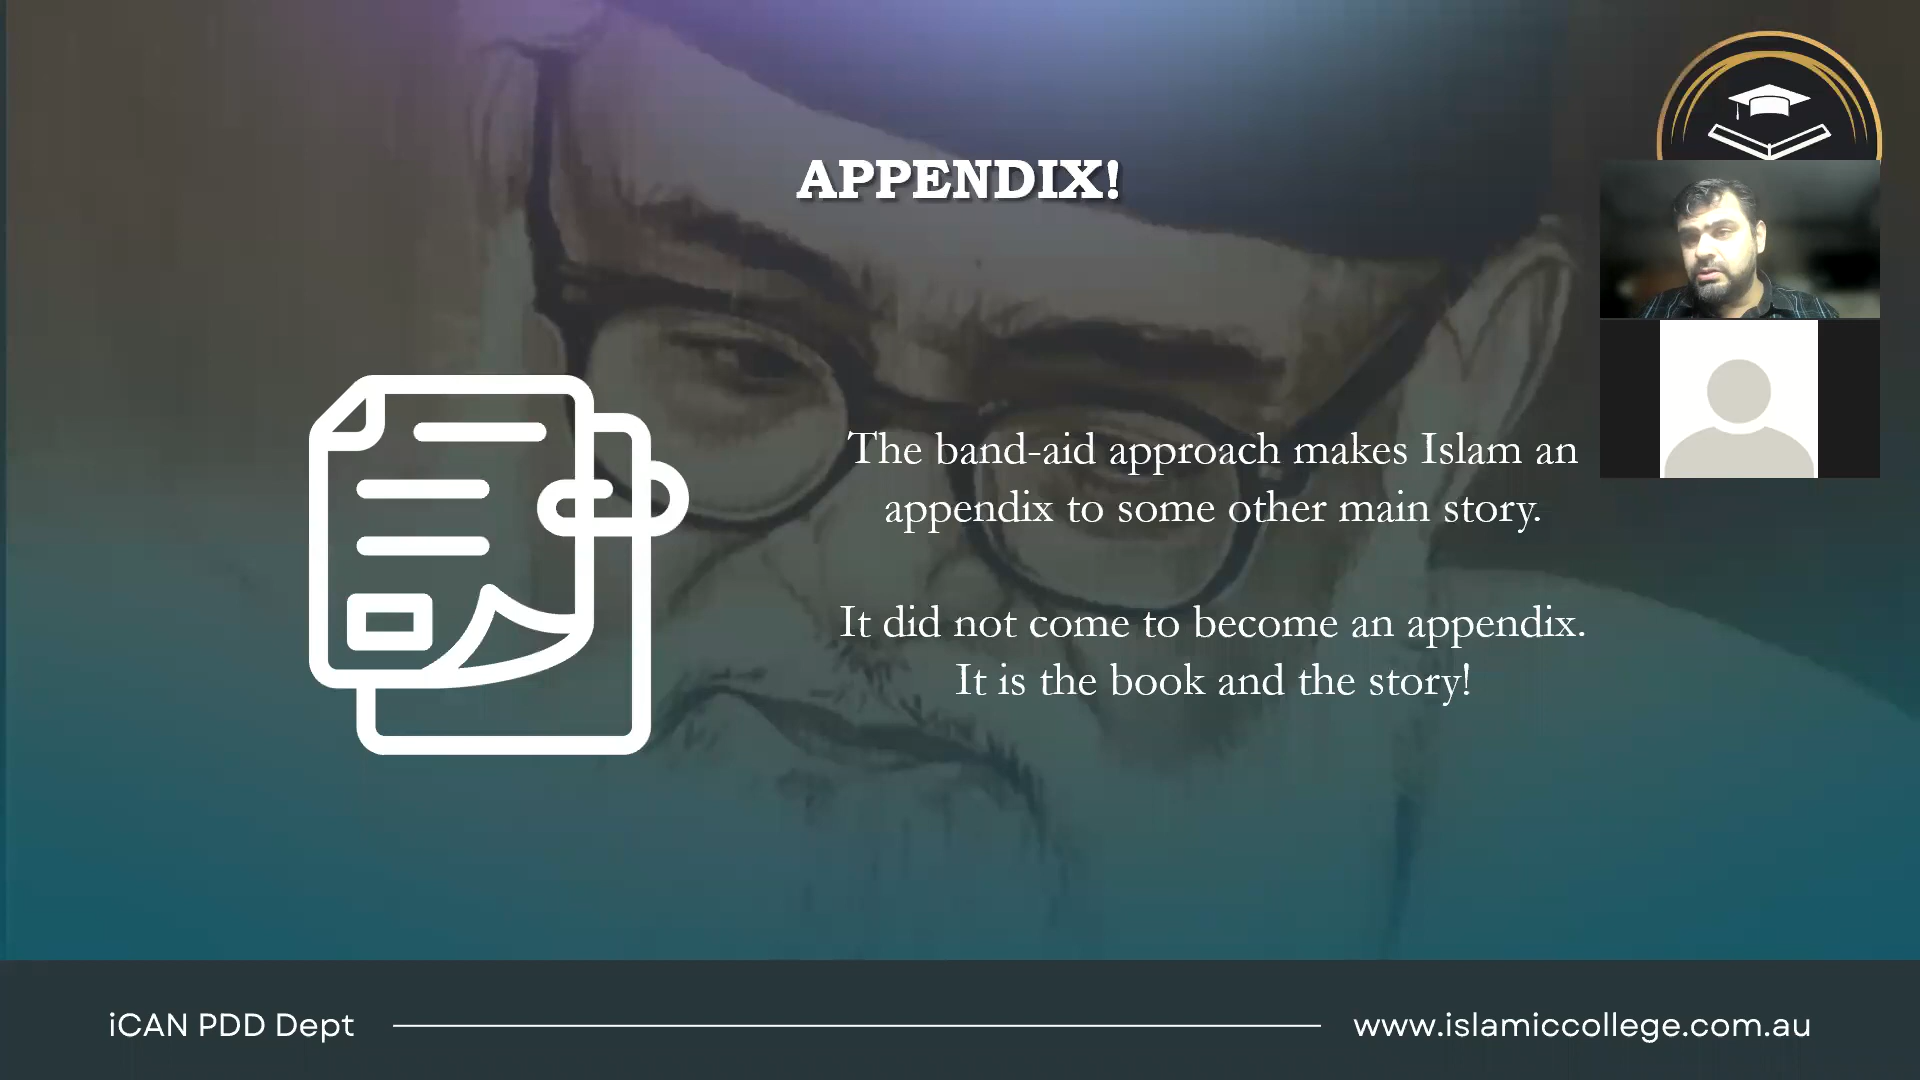 APPENDIX!
The band-aid approach makes Islam an
appendix to some other main story.
It did not come to become an appendix.
It is the book and the story!
iCAN PDD Dept
www.islamiccollege.com.au